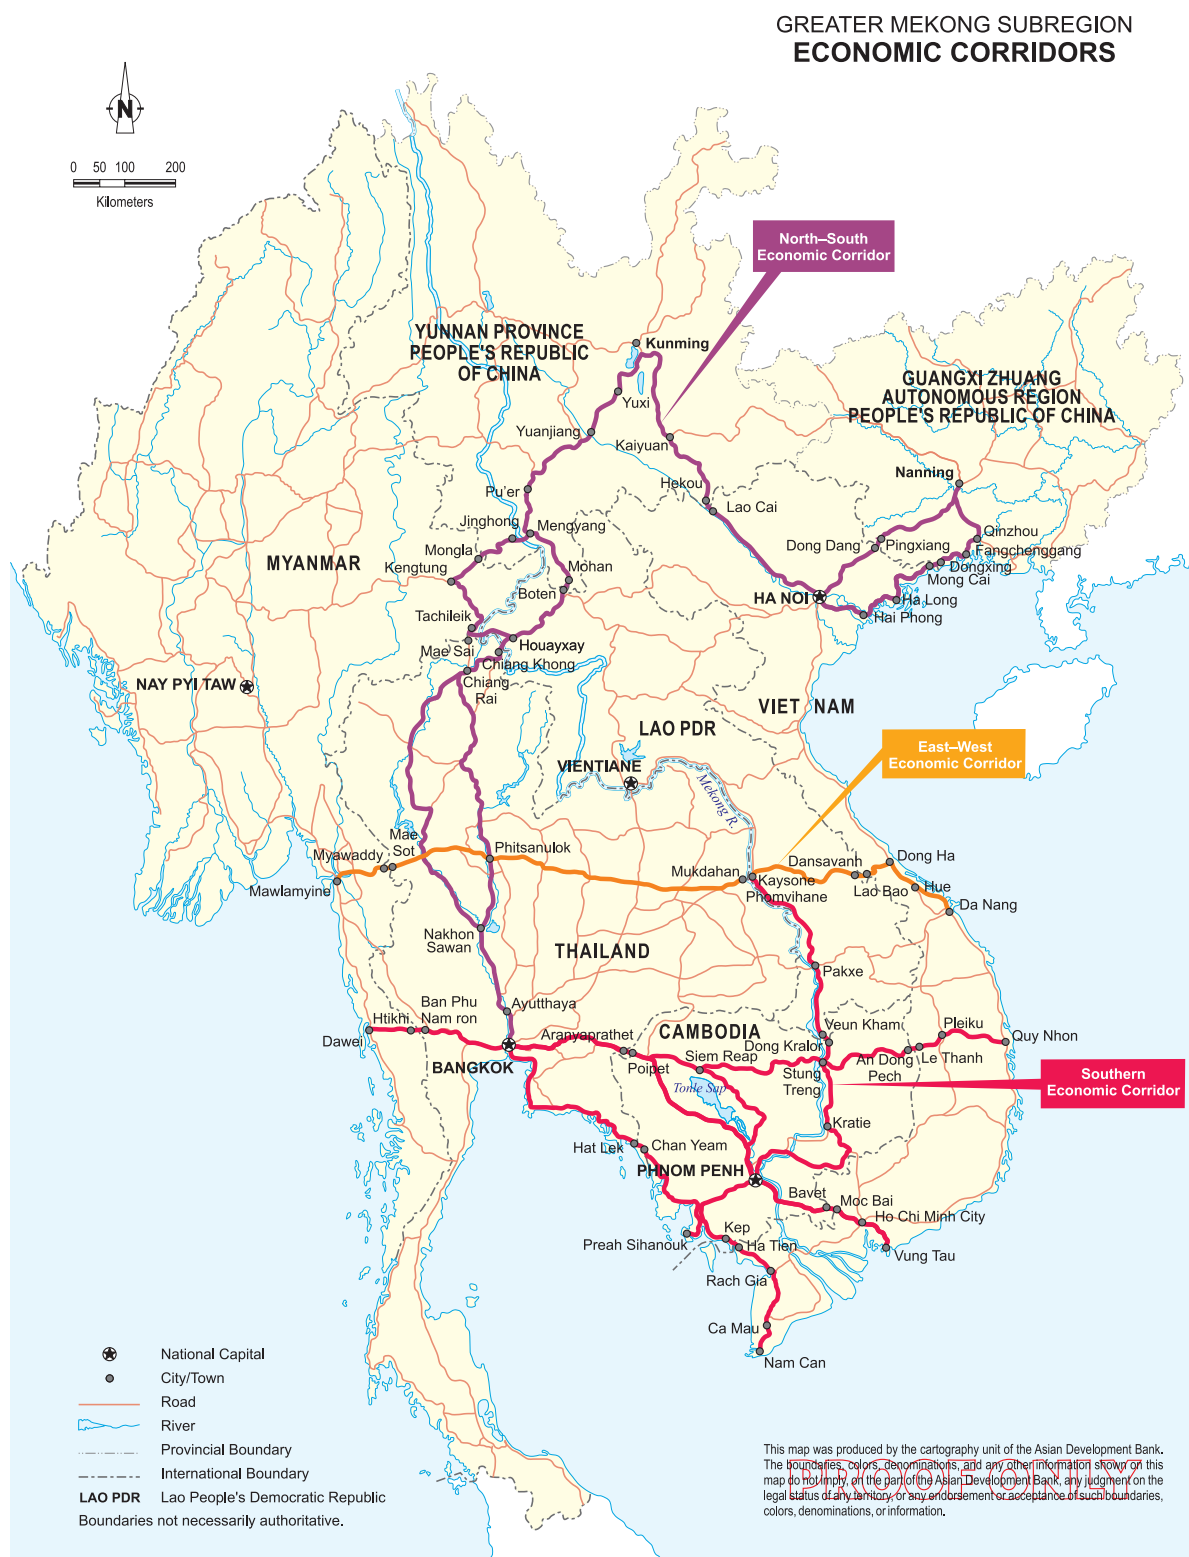 GREATER MEKONG SUBREGION
ECONOMIC CORRIDORS
N
0 50 100 200
Kilometers
North–South
Economic Corridor
YUNNAN PROVINCE
PEOPLE'S REPUBLIC
OF CHINA
Kunming
GUANGXI ZHUANG
AUTONOMOUS REGION
PEOPLE'S REPUBLIC OF CHINA
Yuxi
Yuanjiang
Kaiyuan
Nanning
Pu'er
Hekou
Lao Cai
Jinghong
Mengyang
Qinzhou
Dong Dang
Pingxiang
Fangchenggang
Mongla
MYANMAR
Kengtung
Mohan
Dongxing
Mong Cai
Boten
HA NOI
Ha Long
Hai Phong
Tachileik
Mae Sai
Houayxay
Chiang Khong
Chiang
Rai
NAY PYI TAW
VIET NAM
LAO PDR
East–West
Economic Corridor
VIENTIANE
Mekong R.
Mae
Sot
Myawaddy
Phitsanulok
Mawlamyine
Mukdahan
Kaysone
Phomvihane
Dansavanh
Dong Ha
Lao Bao
Hue
Da Nang
Nakhon
Sawan
THAILAND
Pakxe
Ban Phu
Nam ron
Htikhi
Dawei
Ayutthaya
Aranyaprathet
CAMBODIA
Veun Kham
Dong Kralor
Pleiku
Quy Nhon
BANGKOK
Poipet
Siem Reap
Stung
Treng
An Dong
Pech
Le Thanh
Southern
Economic Corridor
Tonle Sap
Kratie
Hat Lek
Chan Yeam
PHNOM PENH
Bavet
Moc Bai
Ho Chi Minh City
Preah Sihanouk
Kep
Ha Tien
Vung Tau
Rach Gia
Ca Mau
Nam Can
National Capital
City/Town
Road
River
Provincial Boundary
International Boundary
LAO PDR Lao People's Democratic Republic
Boundaries not necessarily authoritative.
This map was produced by the cartography unit of the Asian Development Bank.
The boundaries, colors, denominations, and any other information shown on this
map do not imply, on the part of the Asian Development Bank, any judgment on the
legal status of any territory, or any endorsement or acceptance of such boundaries,
colors, denominations, or information.
PROOF ONLY